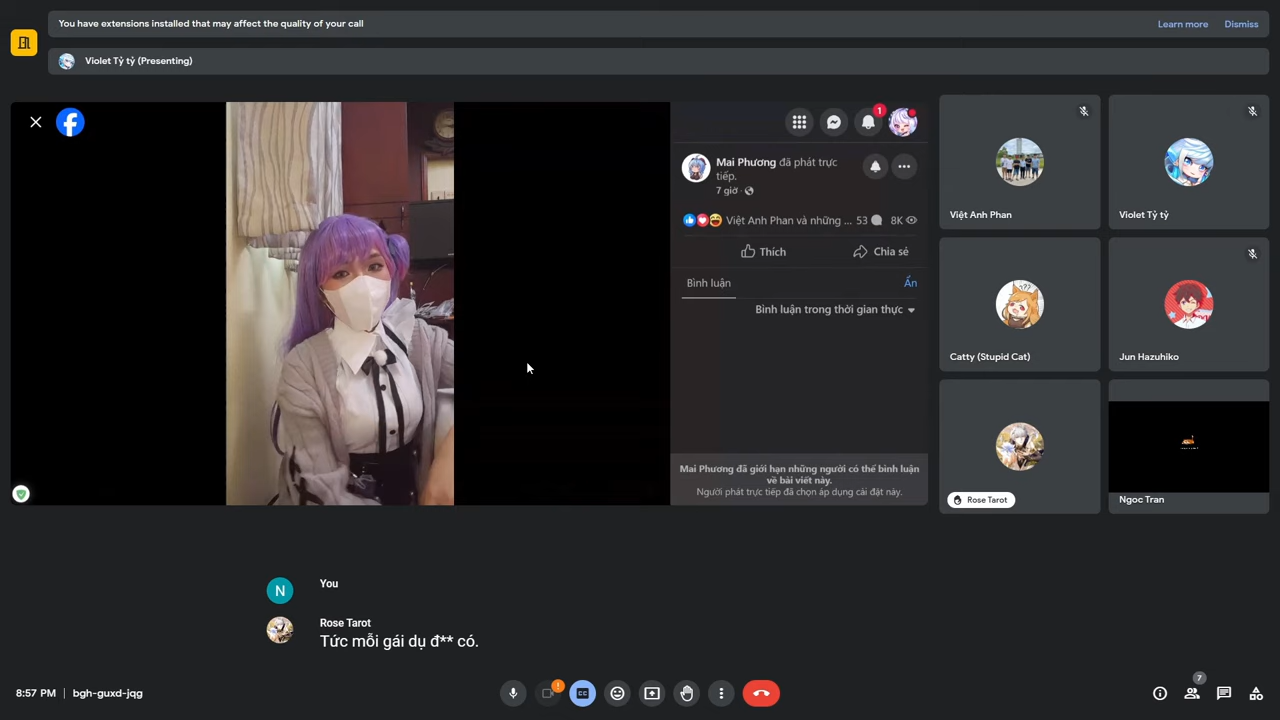 You have extensions installed that may affect the quality of your call
Learn more
Dismiss
Violet Tỷ tỷ (Presenting)
1
Mai Phương đã phát trực
tiếp.
7 giờ
Việt Anh Phan và những ... 53
8K
Thích
Chia sẻ
Bình luận
Ẩn
Bình luận trong thời gian thực
Mai Phương đã giới hạn những người có thể bình luận
về bài viết này.
Người phát trực tiếp đã chọn áp dụng cài đặt này.
Việt Anh Phan
Violet Tỷ tỷ
Catty (Stupid Cat)
Jun Hazuhiko
Rose Tarot
Ngoc Tran
N
You
Rose Tarot
Tức mỗi gái dụ đ** có.
8:57 PM | bgh-guxd-jqg
CC
7